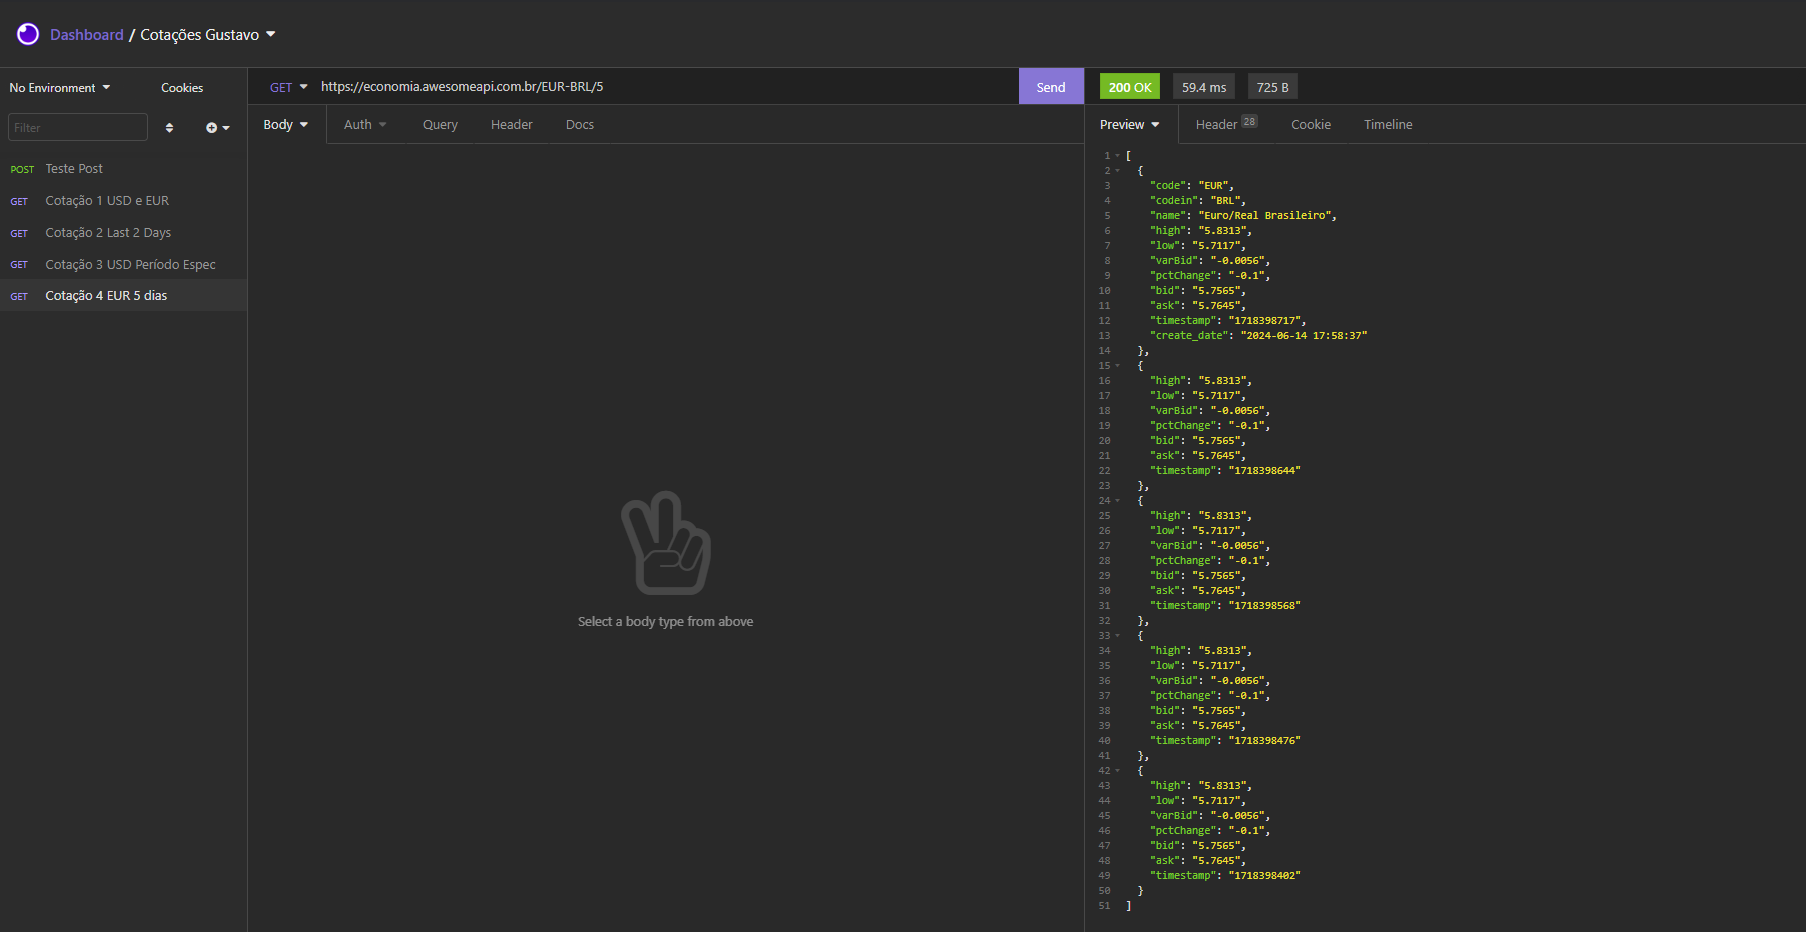 Dashboard / Cotações Gustavo
No Environment
Cookies
Filter
POST Teste Post
GET Cotação 1 USD e EUR
GET Cotação 2 Last 2 Days
GET Cotação 3 USD Período Espec
GET Cotação 4 EUR 5 dias
GET https://economia.awesomeapi.com.br/EUR-BRL/5
Send
Body Auth Query Header Docs
Select a body type from above
200 OK 59.4 ms 725 B
Preview Header 28 Cookie Timeline
1 [
2 {
3 "code": "EUR",
4 "codein": "BRL",
5 "name": "Euro/Real Brasileiro",
6 "high": "5.8313",
7 "low": "5.7117",
8 "varBid": "-0.0056",
9 "pctChange": "-0.1",
10 "bid": "5.7565",
11 "ask": "5.7645",
12 "timestamp": "1718398717",
13 "create_date": "2024-06-14 17:58:37"
14 },
15 {
16 "high": "5.8313",
17 "low": "5.7117",
18 "varBid": "-0.0056",
19 "pctChange": "-0.1",
20 "bid": "5.7565",
21 "ask": "5.7645",
22 "timestamp": "1718398644"
23 },
24 {
25 "high": "5.8313",
26 "low": "5.7117",
27 "varBid": "-0.0056",
28 "pctChange": "-0.1",
29 "bid": "5.7565",
30 "ask": "5.7645",
31 "timestamp": "1718398568"
32 },
33 {
34 "high": "5.8313",
35 "low": "5.7117",
36 "varBid": "-0.0056",
37 "pctChange": "-0.1",
38 "bid": "5.7565",
39 "ask": "5.7645",
40 "timestamp": "1718398476"
41 },
42 {
43 "high": "5.8313",
44 "low": "5.7117",
45 "varBid": "-0.0056",
46 "pctChange": "-0.1",
47 "bid": "5.7565",
48 "ask": "5.7645",
49 "timestamp": "1718398402"
50 }
51 ]